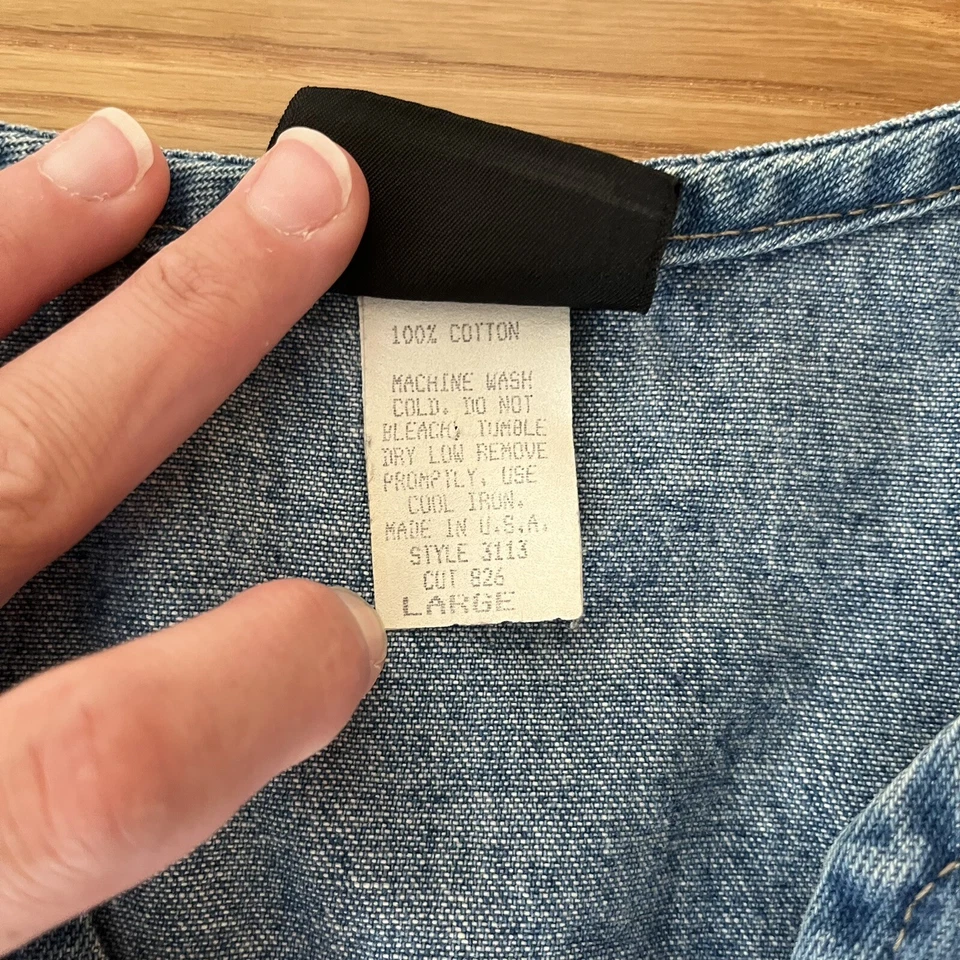 100% COTTON
MACHINE WASH
COLD. DO NOT
BLEACH, TUMBLE
DRY LOW REMOVE
PROMPTLY. USE
COOL IRON.
MADE IN U.S.A.
STYLE 3113
CUT 826
LARGE